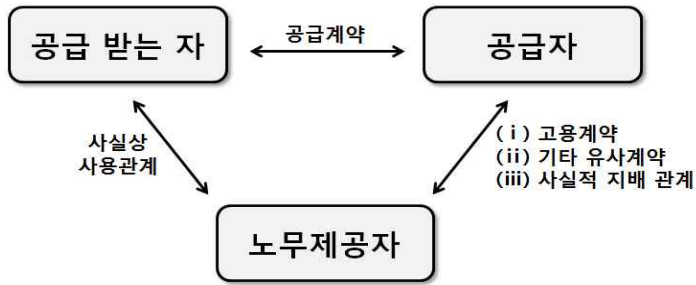 공급 받는 자
공급계약
공급자
사실상
사용관계
(ⅰ) 고용계약
(ⅱ) 기타 유사계약
(ⅲ) 사실적 지배 관계
노무제공자